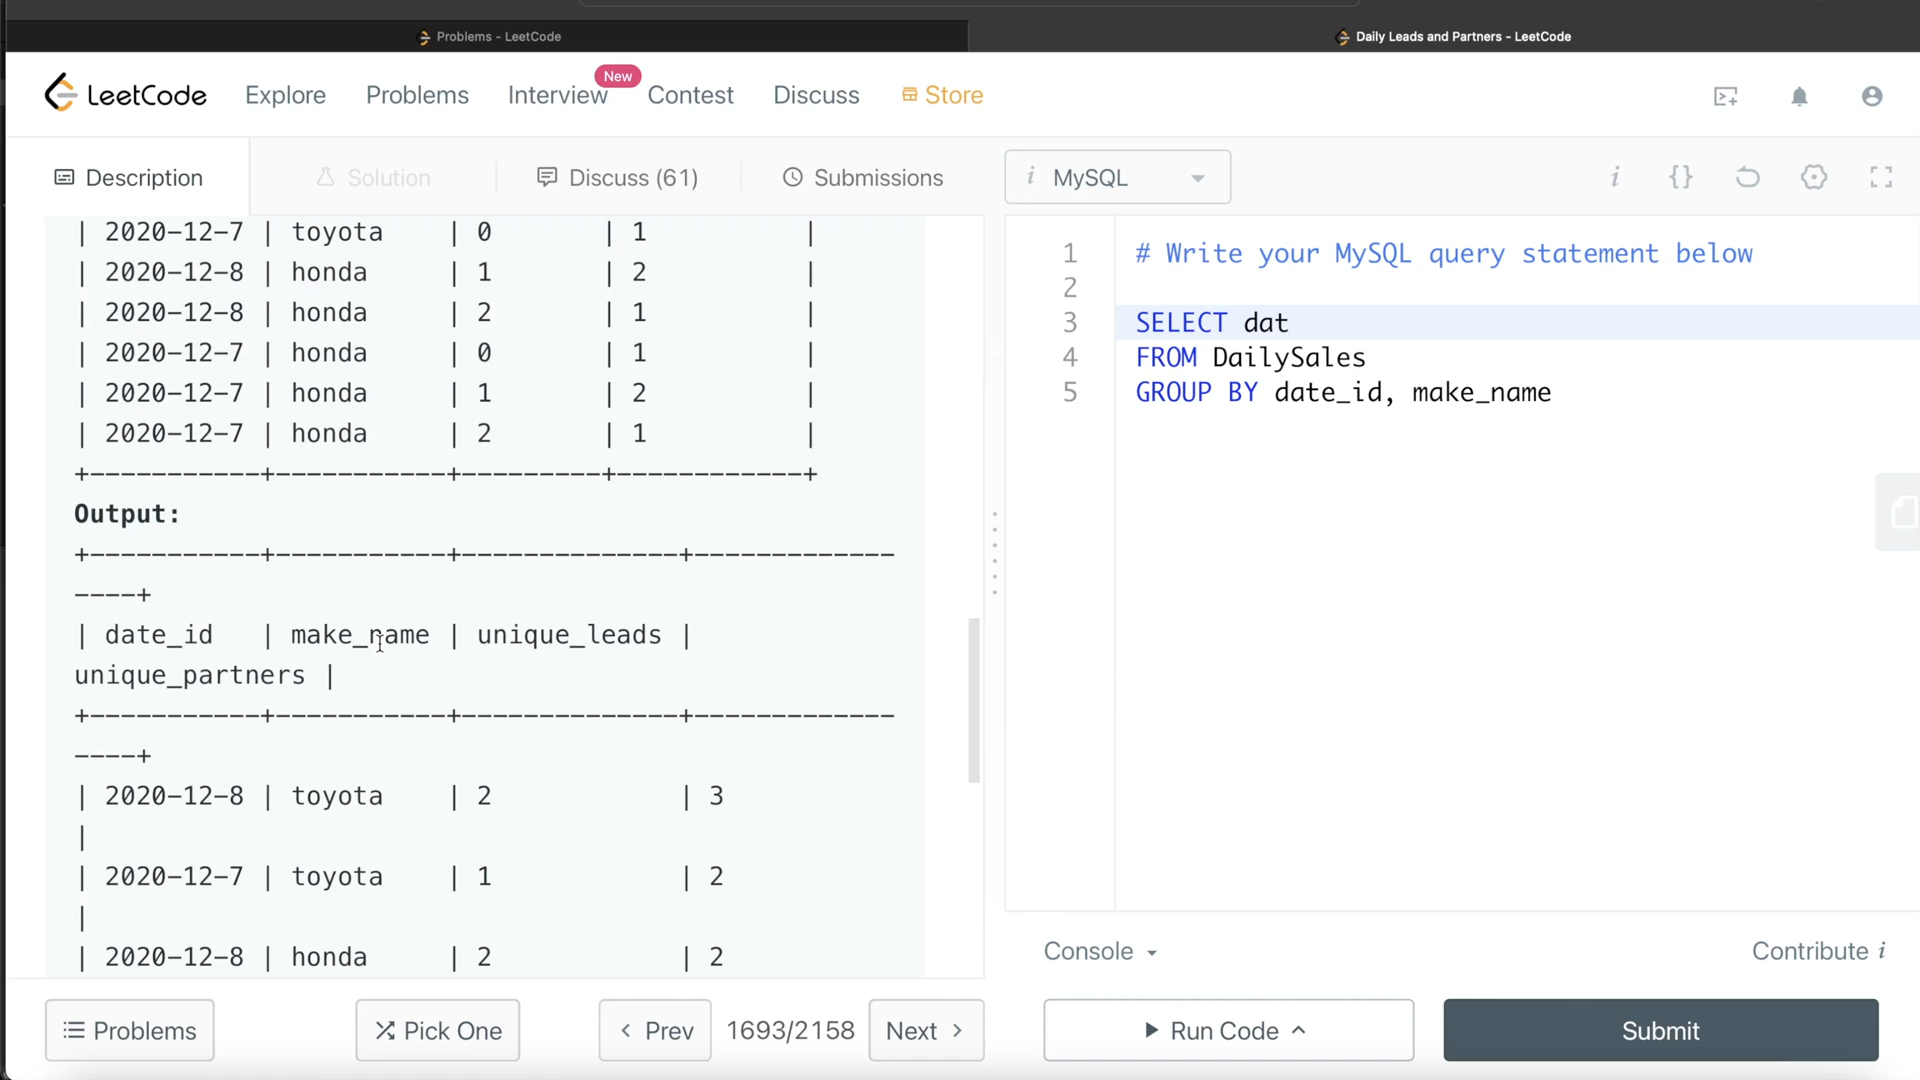 Problems - LeetCode
Daily Leads and Partners - LeetCode
LeetCode Explore Problems Interview New Contest Discuss Store
Description Solution Discuss (61) Submissions
i MySQL
i {}
| 2020-12-7 | toyota    | 0       | 1          |
| 2020-12-8 | honda     | 1       | 2          |
| 2020-12-8 | honda     | 2       | 1          |
| 2020-12-7 | honda     | 0       | 1          |
| 2020-12-7 | honda     | 1       | 2          |
| 2020-12-7 | honda     | 2       | 1          |
+-----------+-----------+---------+------------+
Output:
+-----------+-----------+--------------+-------------
----+
| date_id   | make_name | unique_leads |
unique_partners |
+-----------+-----------+--------------+-------------
----+
| 2020-12-8 | toyota    | 2            | 3
|
| 2020-12-7 | toyota    | 1            | 2
|
| 2020-12-8 | honda     | 2            | 2
1 # Write your MySQL query statement below
2
3 SELECT dat
4 FROM DailySales
5 GROUP BY date_id, make_name
Console
Contribute i
Problems
Pick One
< Prev
1693/2158
Next >
Run Code
Submit